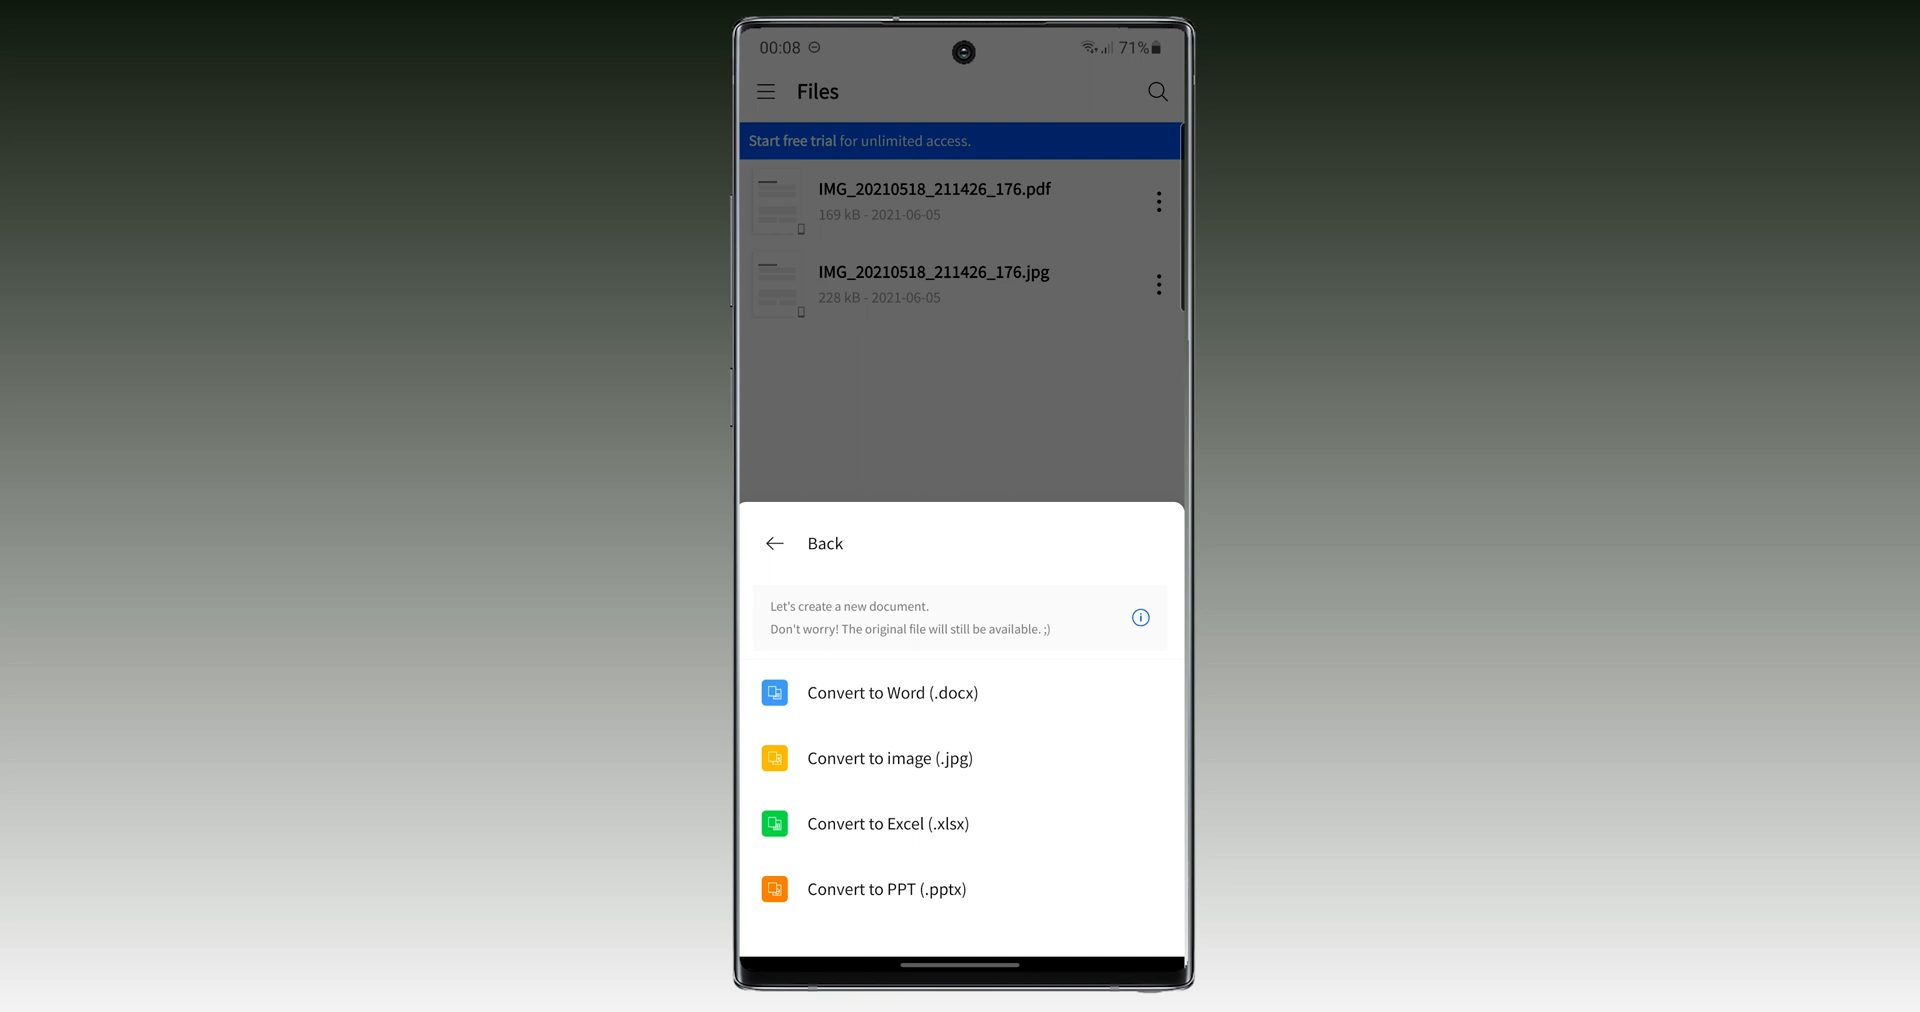 00:08
71%
Files
Start free trial for unlimited access.
IMG_20210518_211426_176.pdf
169 kB - 2021-06-05
IMG_20210518_211426_176.jpg
228 kB - 2021-06-05
Back
Let's create a new document.
Don't worry! The original file will still be available. ;)
Convert to Word (.docx)
Convert to image (.jpg)
Convert to Excel (.xlsx)
Convert to PPT (.pptx)